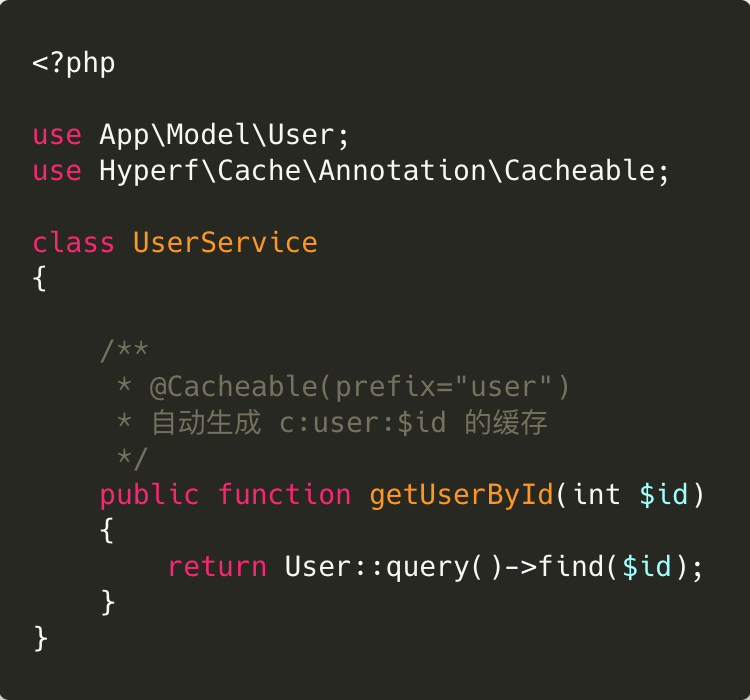 <?php
use App\Model\User;
use Hyperf\Cache\Annotation\Cacheable;
class UserService
{
/**
* @Cacheable(prefix="user")
* 自动生成 c:user:$id 的缓存
*/
public function getUserById(int $id)
{
return User::query()->find($id);
}
}